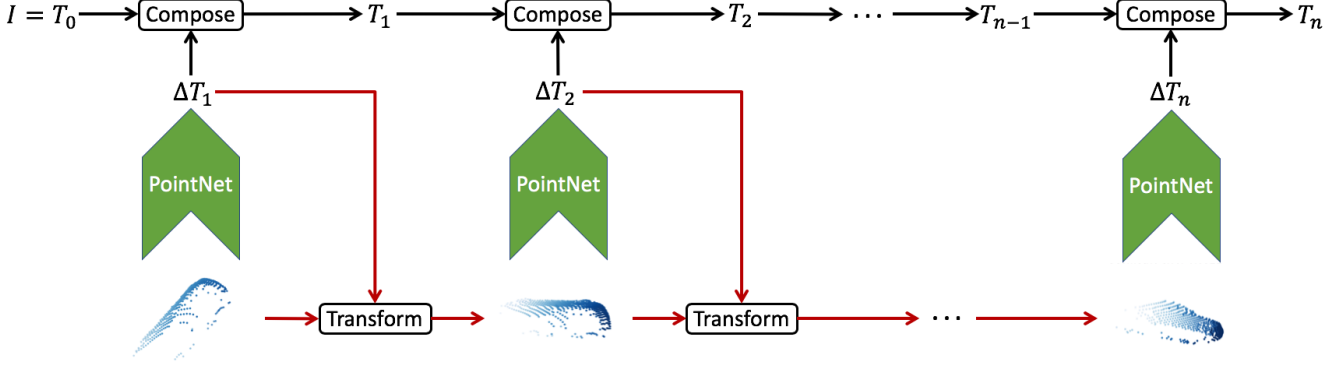 I = T₀ Compose T₁ Compose T₂ ··· Tₙ₋₁ Compose Tₙ
ΔT₁ ΔT₂ ΔTₙ
PointNet PointNet PointNet
Transform Transform ···